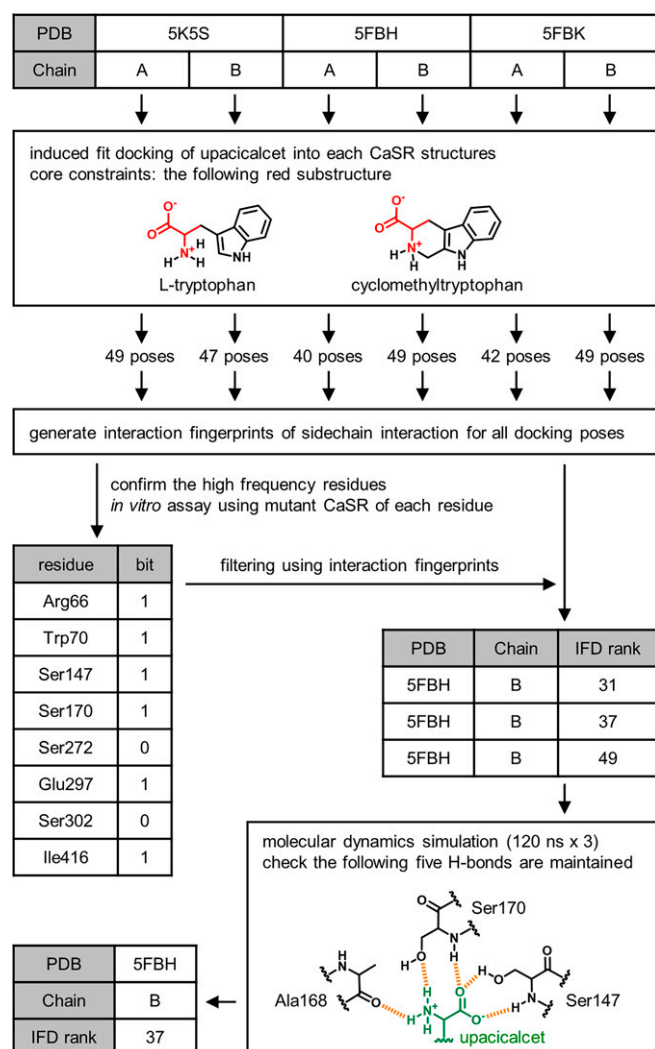 PDB 5K5S 5FBH 5FBK
Chain A B A B A B
induced fit docking of upacicalcet into each CaSR structures
core constraints: the following red substructure
O-
O
N+
H
H H
N
H
L-tryptophan
O-
O
N+
H
H
N
H
cyclomethyltryptophan
49 poses 47 poses 40 poses 49 poses 42 poses 49 poses
generate interaction fingerprints of sidechain interaction for all docking poses
confirm the high frequency residues
in vitro assay using mutant CaSR of each residue
filtering using interaction fingerprints
residue bit
Arg66 1
Trp70 1
Ser147 1
Ser170 1
Ser272 0
Glu297 1
Ser302 0
Ile416 1
PDB Chain IFD rank
5FBH B 31
5FBH B 37
5FBH B 49
molecular dynamics simulation (120 ns x 3)
check the following five H-bonds are maintained
O
Ser170
O N
H H
H
N
O
Ala168
H
H N+
H
O
O-
upacicalcet
H O
O
H N
Ser147
PDB 5FBH
Chain B
IFD rank 37